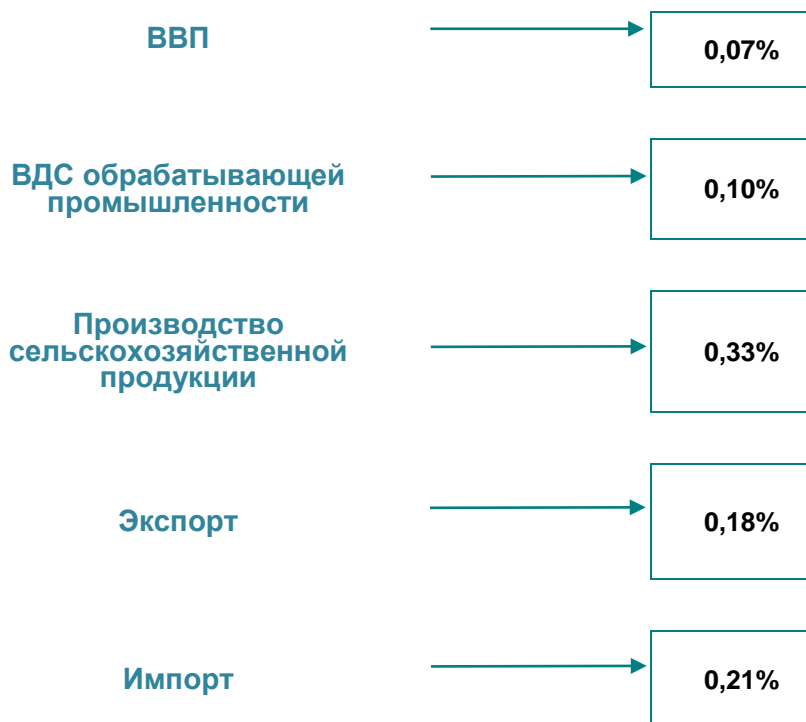 ВВП
0,07%
ВДС обрабатывающей
промышленности
0,10%
Производство
сельскохозяйственной
продукции
0,33%
Экспорт
0,18%
Импорт
0,21%